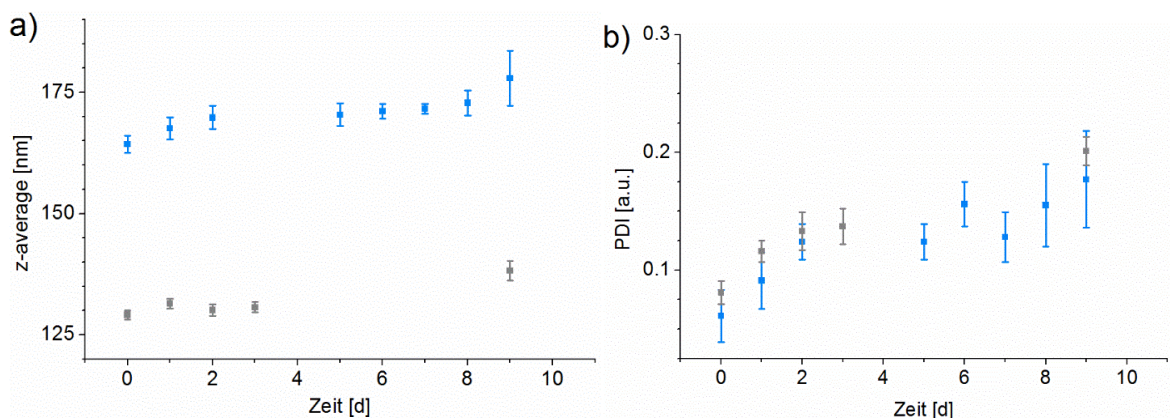 a)
175
150
125
z-average [nm]
0 2 4 6 8 10
Zeit [d]
b)
0.3
0.2
0.1
PDI [a.u.]
0 2 4 6 8 10
Zeit [d]